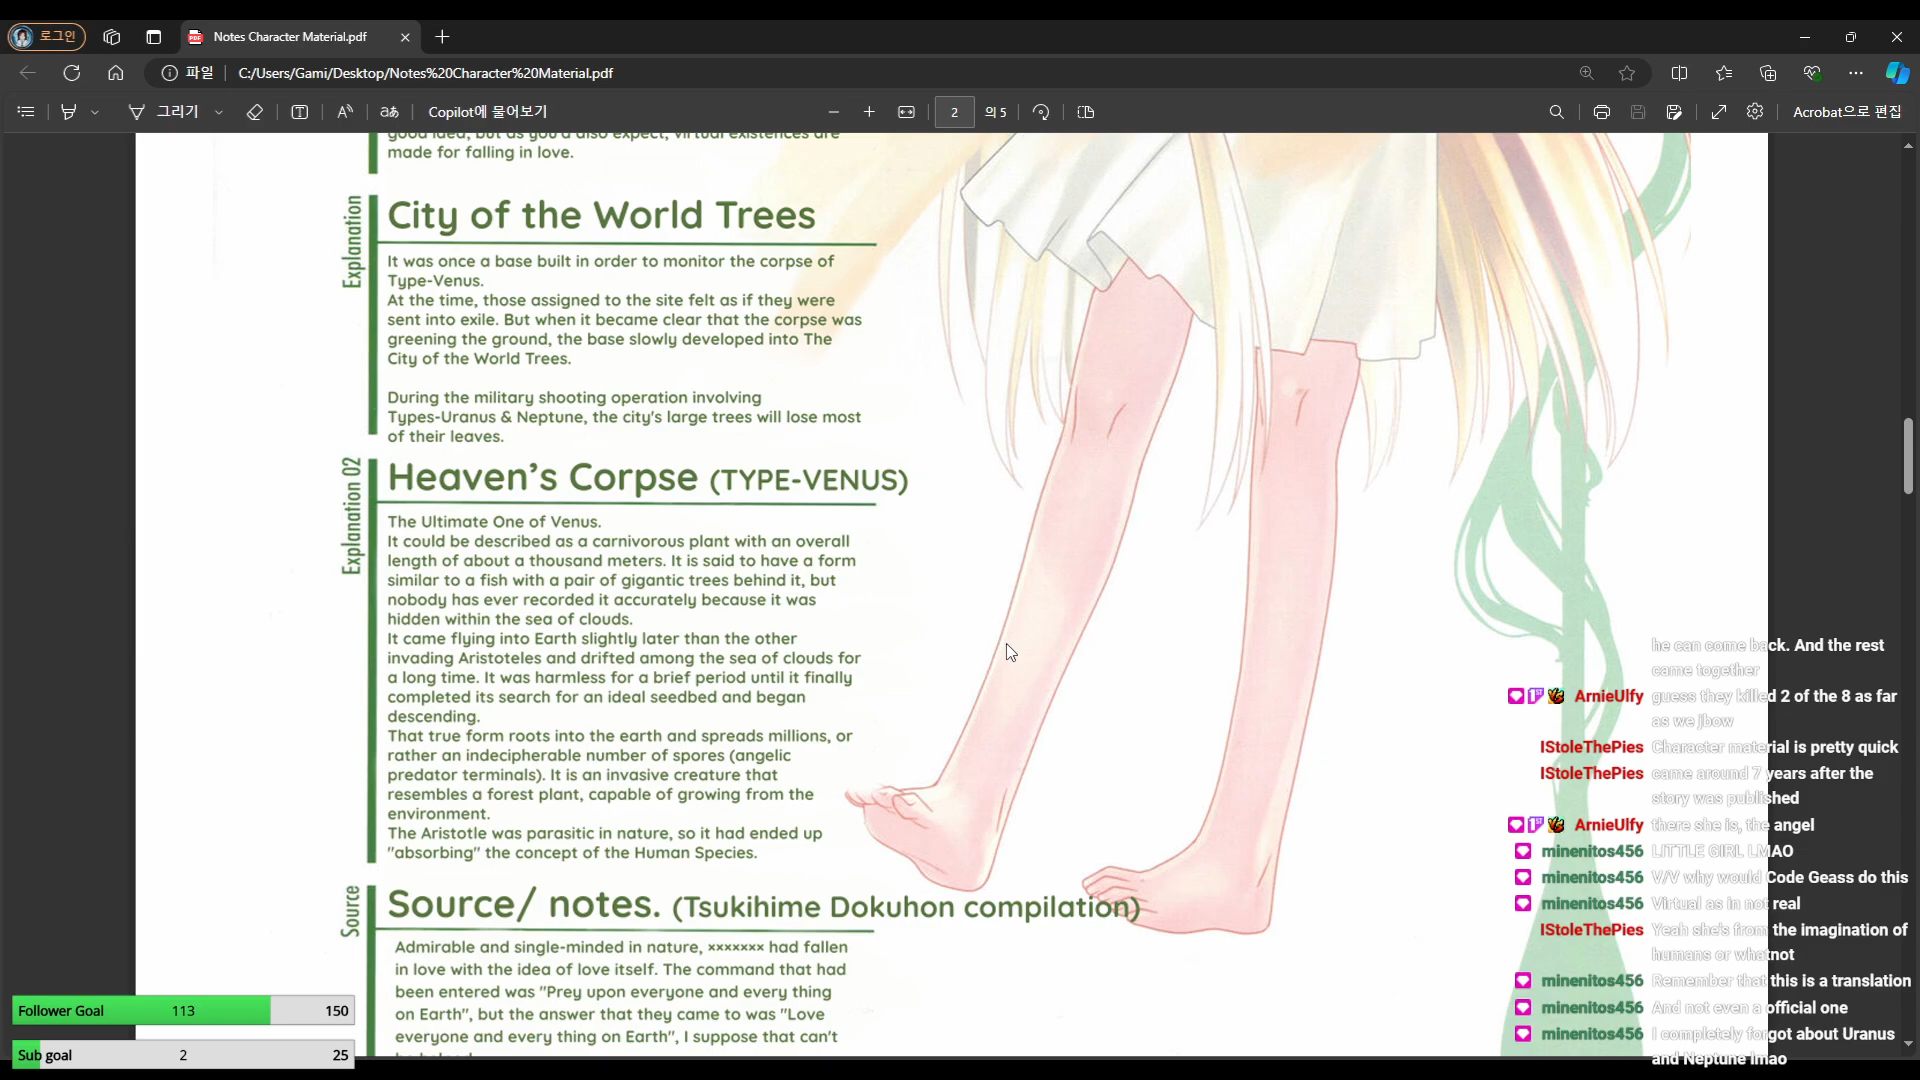 로그인
Notes Character Material.pdf
파일
C:/Users/Gami/Desktop/Notes%20Character%20Material.pdf
그리기
aあ
Copilot에 물어보기
2 의 5
Acrobat으로 편집
good idea, but as you'd also expect, virtual existences are
made for falling in love.
Explanation
City of the World Trees
It was once a base built in order to monitor the corpse of
Type-Venus.
At the time, those assigned to the site felt as if they were
sent into exile. But when it became clear that the corpse was
greening the ground, the base slowly developed into The
City of the World Trees.
During the military shooting operation involving
Types-Uranus & Neptune, the city's large trees will lose most
of their leaves.
Explanation 02
Heaven's Corpse (TYPE-VENUS)
The Ultimate One of Venus.
It could be described as a carnivorous plant with an overall
length of about a thousand meters. It is said to have a form
similar to a fish with a pair of gigantic trees behind it, but
nobody has ever recorded it accurately because it was
hidden within the sea of clouds.
It came flying into Earth slightly later than the other
invading Aristoteles and drifted among the sea of clouds for
a long time. It was harmless for a brief period until it finally
completed its search for an ideal seedbed and began
descending.
That true form roots into the earth and spreads millions, or
rather an indecipherable number of spores (angelic
predator terminals). It is an invasive creature that
resembles a forest plant, capable of growing from the
environment.
The Aristotle was parasitic in nature, so it had ended up
"absorbing" the concept of the Human Species.
Source
Source/ notes. (Tsukihime Dokuhon compilation)
Admirable and single-minded in nature, ××××××× had fallen
in love with the idea of love itself. The command that had
been entered was "Prey upon everyone and every thing
on Earth", but the answer that they came to was "Love
everyone and every thing on Earth", I suppose that can't
Follower Goal 113 150
Sub goal 2 25
he can come back. And the rest
came together
ArnieUlfy guess they killed 2 of the 8 as far
as we jbow
IStoleThePies Character material is pretty quick
IStoleThePies came around 7 years after the
story was published
ArnieUlfy there she is, the angel
minenitos456 LITTLE GIRL LMAO
minenitos456 V/V why would Code Geass do this
minenitos456 Virtual as in not real
IStoleThePies Yeah she's from the imagination of
humans or whatnot
minenitos456 Remember that this is a translation
minenitos456 And not even a official one
minenitos456 I completely forgot about Uranus
and Neptune lmao